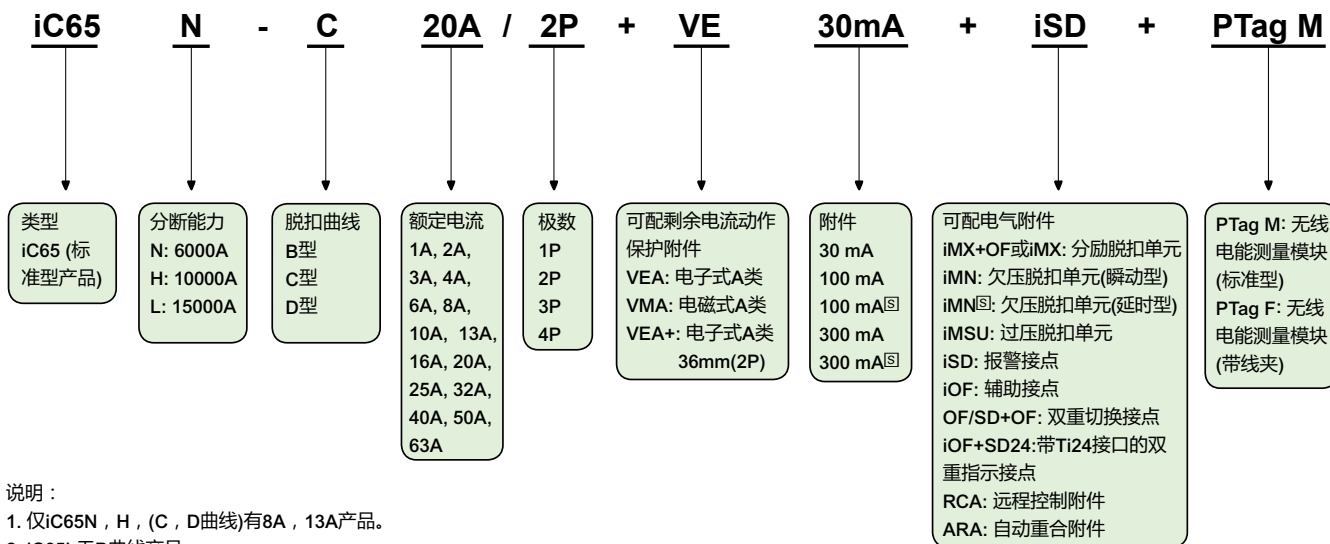 iC65 N - C 20A / 2P + VE 30mA + iSD + PTag M
类型
iC65 (标
准型产品)
分断能力
N: 6000A
H: 10000A
L: 15000A
脱扣曲线
B型
C型
D型
额定电流
1A, 2A,
3A, 4A,
6A, 8A,
10A, 13A,
16A, 20A,
25A, 32A,
40A, 50A,
63A
极数
1P
2P
3P
4P
可配剩余电流动作
保护附件
VEA: 电子式A类
VMA: 电磁式A类
VEA+: 电子式A类
36mm(2P)
附件
30 mA
100 mA
100 mA🅂
300 mA
300 mA🅂
可配电气附件
iMX+OF或iMX: 分励脱扣单元
iMN: 欠压脱扣单元(瞬动型)
iMN🅂: 欠压脱扣单元(延时型)
iMSU: 过压脱扣单元
iSD: 报警接点
iOF: 辅助接点
OF/SD+OF: 双重切换接点
iOF+SD24:带Ti24接口的双
重指示接点
RCA: 远程控制附件
ARA: 自动重合附件
PTag M: 无线
电能测量模块
(标准型)
PTag F: 无线
电能测量模块
(带线夹)
说明：
1. 仅iC65N，H，(C，D曲线)有8A，13A产品。